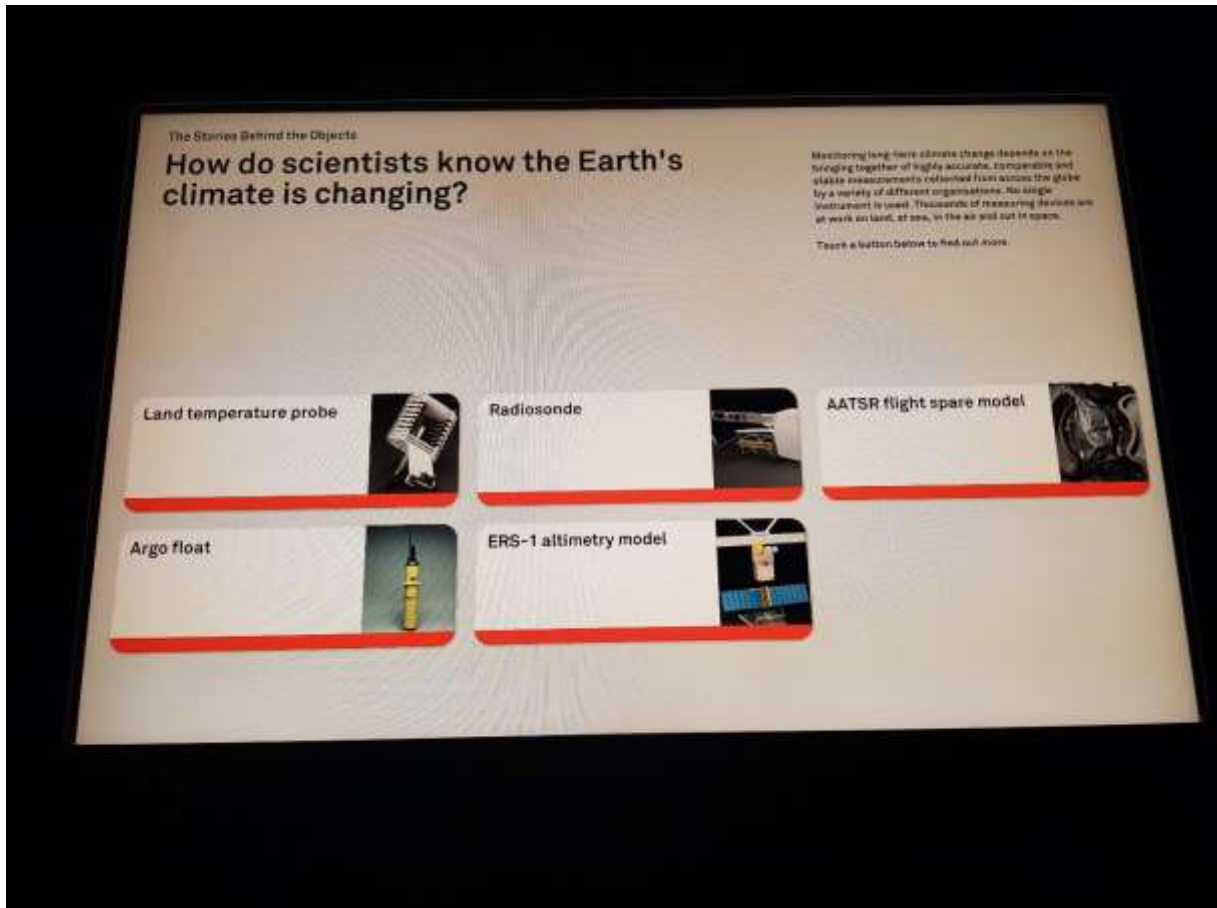 The Stories Behind the Objects
How do scientists know the Earth's
climate is changing?
Monitoring long-term climate change depends on the
bringing together of highly accurate, comparable and
stable measurements collected from across the globe
by a variety of different organisations. No single
instrument is used. Thousands of measuring devices are
at work on land, at sea, in the air and out in space.
Touch a button below to find out more.
Land temperature probe
Radiosonde
AATSR flight spare model
Argo float
ERS-1 altimetry model